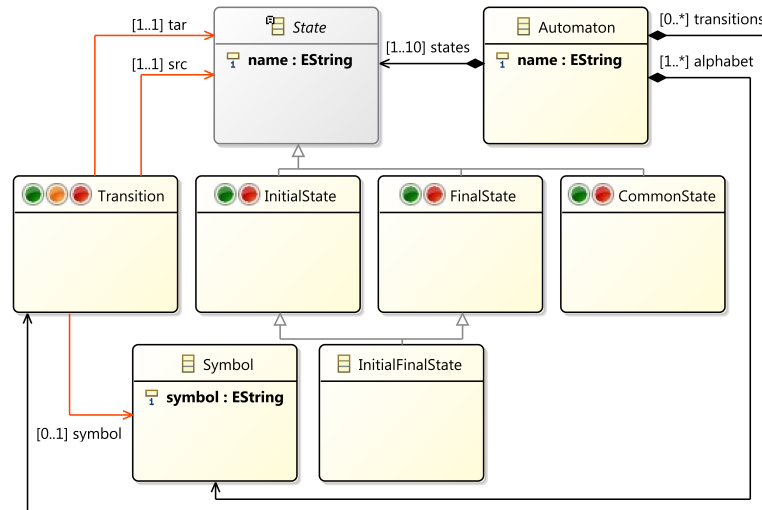 [1..1] tar
State
Automaton
[0..*] transitions
[1..10] states
name : EString
name : EString
[1..1] src
[1..*] alphabet
Transition
InitialState
FinalState
CommonState
Symbol
InitialFinalState
symbol : EString
[0..1] symbol